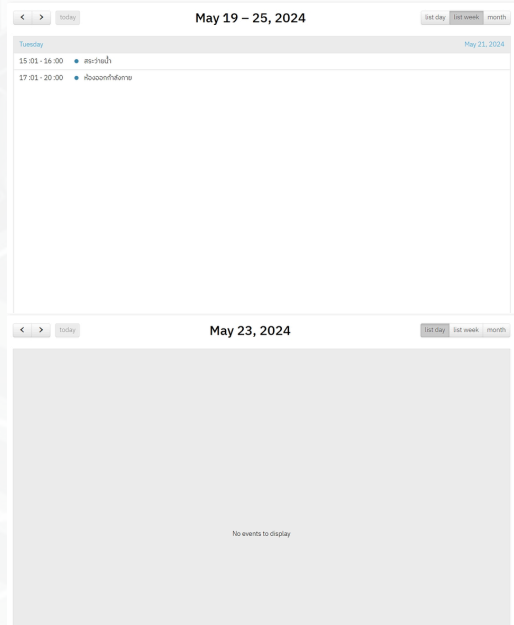 today
May 19 – 25, 2024
list day list week month
Tuesday May 21, 2024
15:01 - 16:00 สระว่ายน้ำ
17:01 - 20:00 ห้องออกกำลังกาย
today
May 23, 2024
list day list week month
No events to display